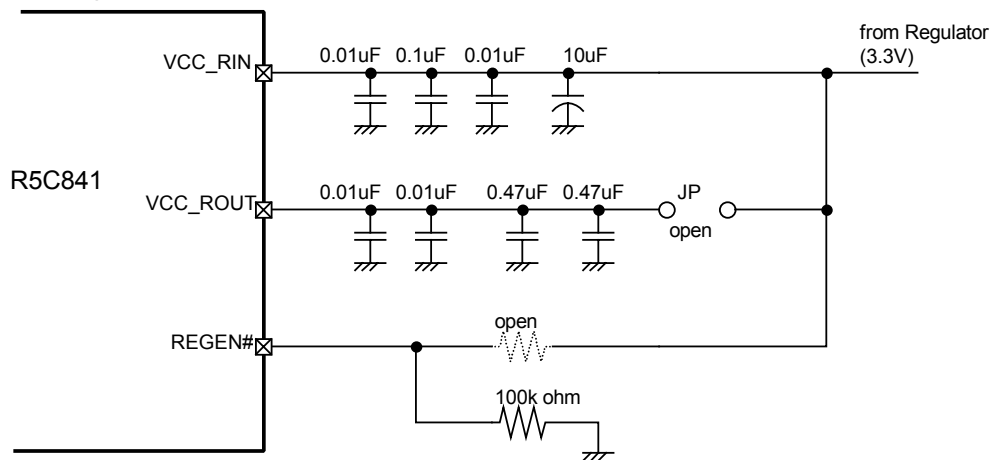 from Regulator
(3.3V)
VCC_RIN
0.01uF 0.1uF 0.01uF 10uF
R5C841
VCC_ROUT
0.01uF 0.01uF 0.47uF 0.47uF JP
open
REGEN#
open
100k ohm